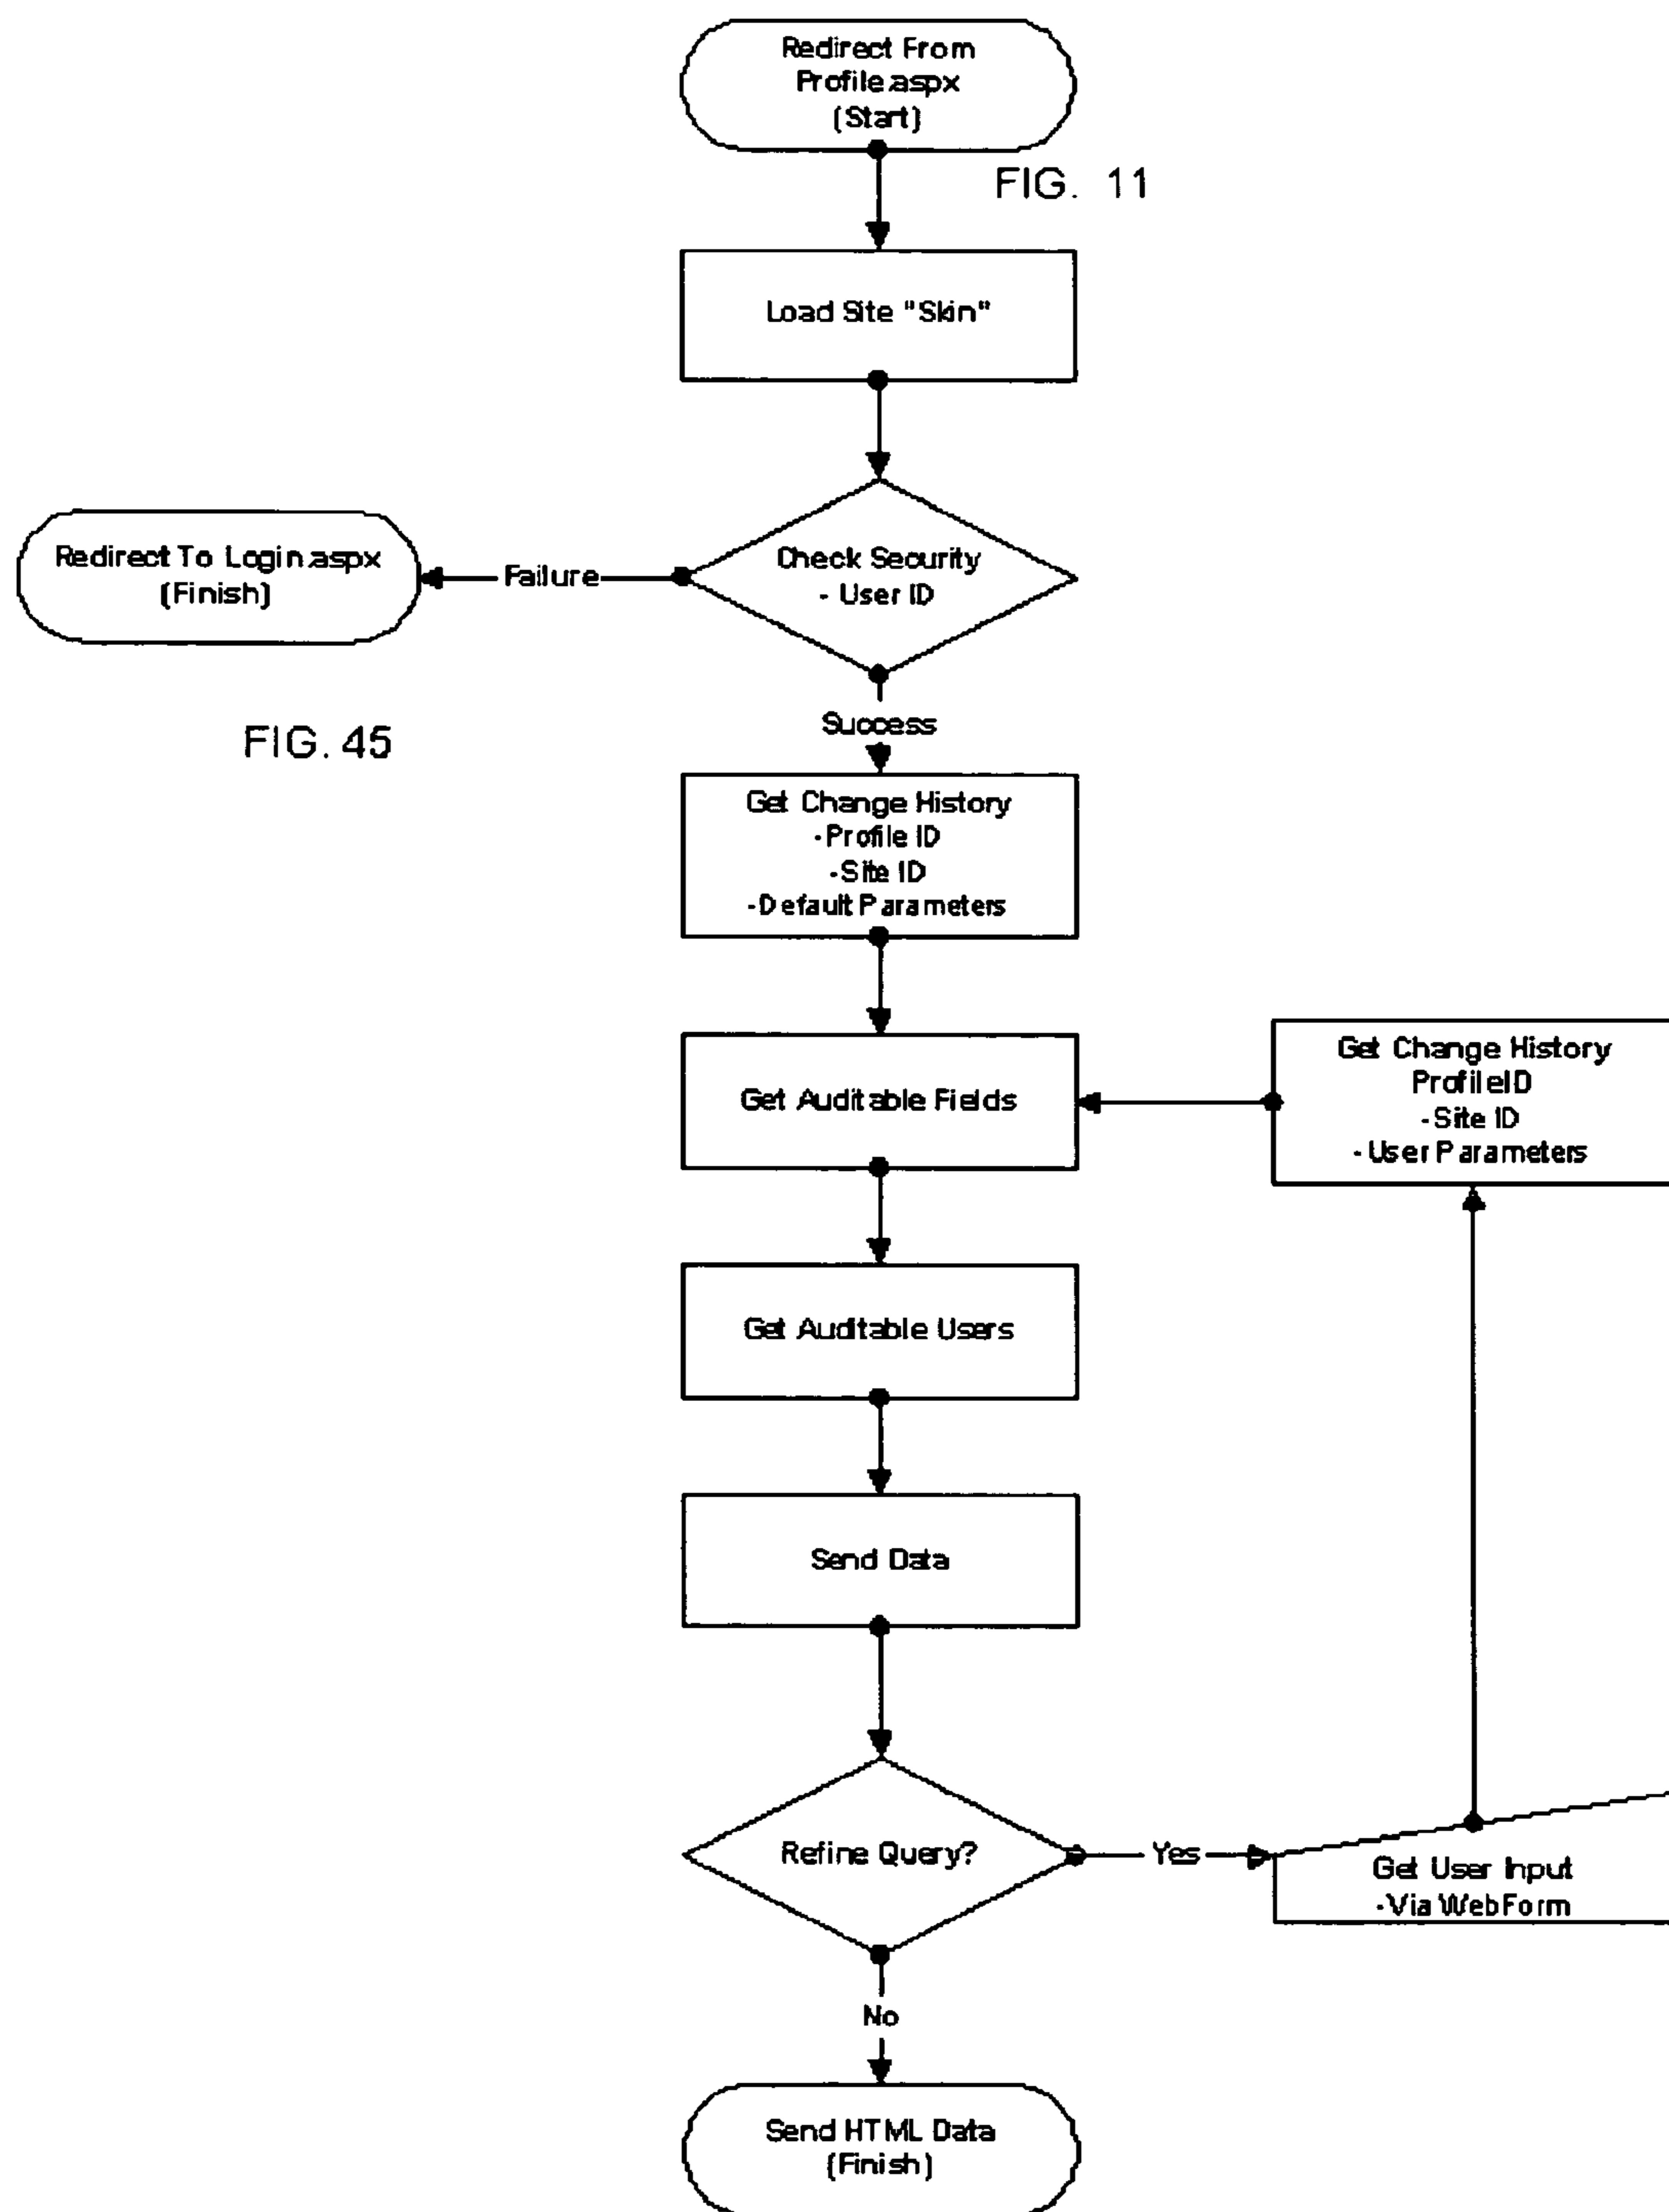 Redirect From
Profile.aspx
(Start)
FIG. 11
Load Site "Skin"
Redirect To Login.aspx
(Finish)
Failure
Check Security
- User ID
Success
FIG. 45
Get Change History
-Profile ID
-Site ID
-Default Parameters
Get Auditable Fields
Get Change History
ProfileID
-Site ID
-User Parameters
Get Auditable Users
Send Data
Refine Query?
Yes
Get User Input
-Via WebForm
No
Send HTML Data
(Finish)